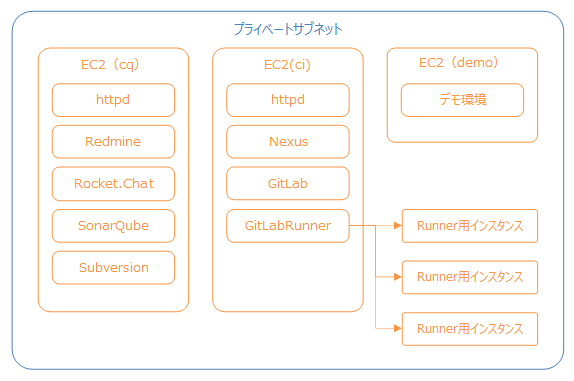 プライベートサブネット
EC2（cq）
httpd
Redmine
Rocket.Chat
SonarQube
Subversion
EC2(ci)
httpd
Nexus
GitLab
GitLabRunner
EC2（demo）
デモ環境
Runner用インスタンス
Runner用インスタンス
Runner用インスタンス